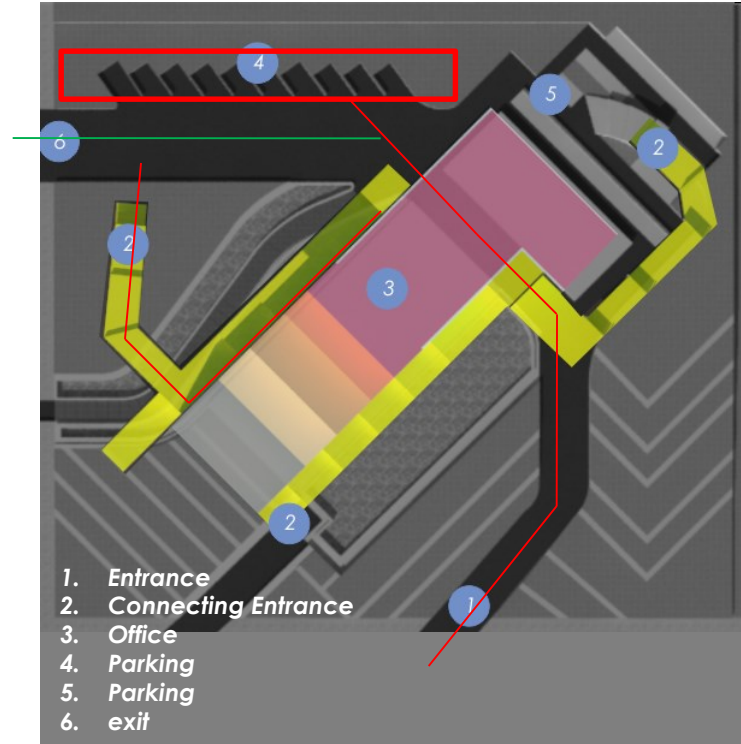 4
5
6
2
2
3
2
1
1. Entrance
2. Connecting Entrance
3. Office
4. Parking
5. Parking
6. exit